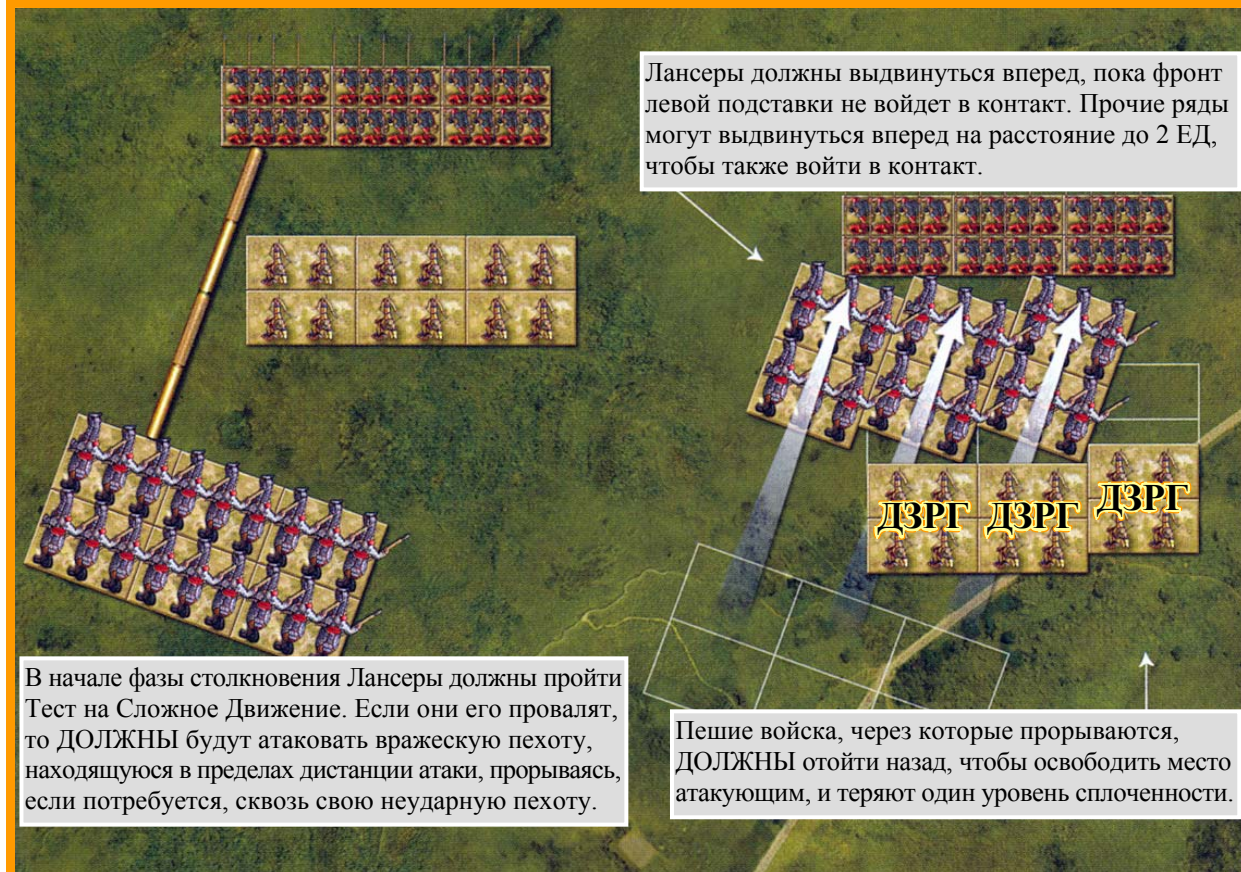 Лансеры должны выдвинуться вперед, пока фронт
левой подставки не войдет в контакт. Прочие ряды
могут выдвинуться вперед на расстояние до 2 ЕД,
чтобы также войти в контакт.
ДЗРГ ДЗРГ ДЗРГ
В начале фазы столкновения Лансеры должны пройти
Тест на Сложное Движение. Если они его провалят,
то ДОЛЖНЫ будут атаковать вражескую пехоту,
находящуюся в пределах дистанции атаки, прорываясь,
если потребуется, сквозь свою неударную пехоту.
Пешие войска, через которые прорываются,
ДОЛЖНЫ отойти назад, чтобы освободить место
атакующим, и теряют один уровень сплоченности.